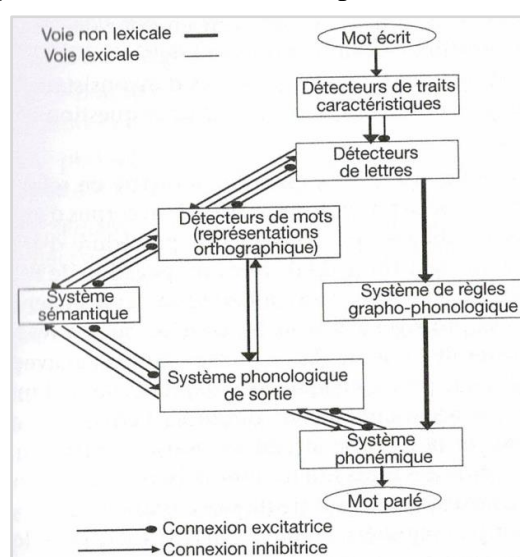 Voie non lexicale
Voie lexicale
Mot écrit
Détecteurs de traits
caractéristiques
Détecteurs
de lettres
Détecteurs de mots
(représentations
orthographique)
Système
sémantique
Système de règles
grapho-phonologique
Système phonologique
de sortie
Système
phonémique
Mot parlé
Connexion excitatrice
Connexion inhibitrice